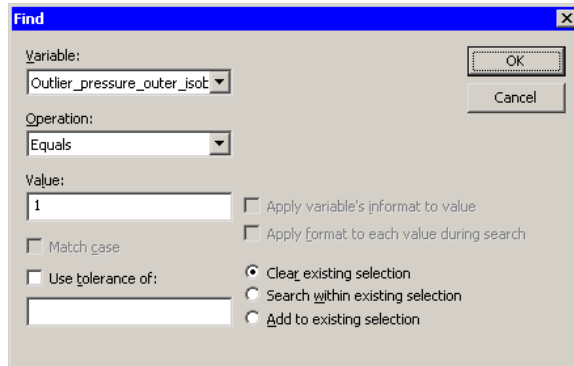 Find
Variable:
OK
Outlier_pressure_outer_isob
Cancel
Operation:
Equals
Value:
1
Apply variable's informat to value
Apply format to each value during search
Match case
Use tolerance of:
Clear existing selection
Search within existing selection
Add to existing selection